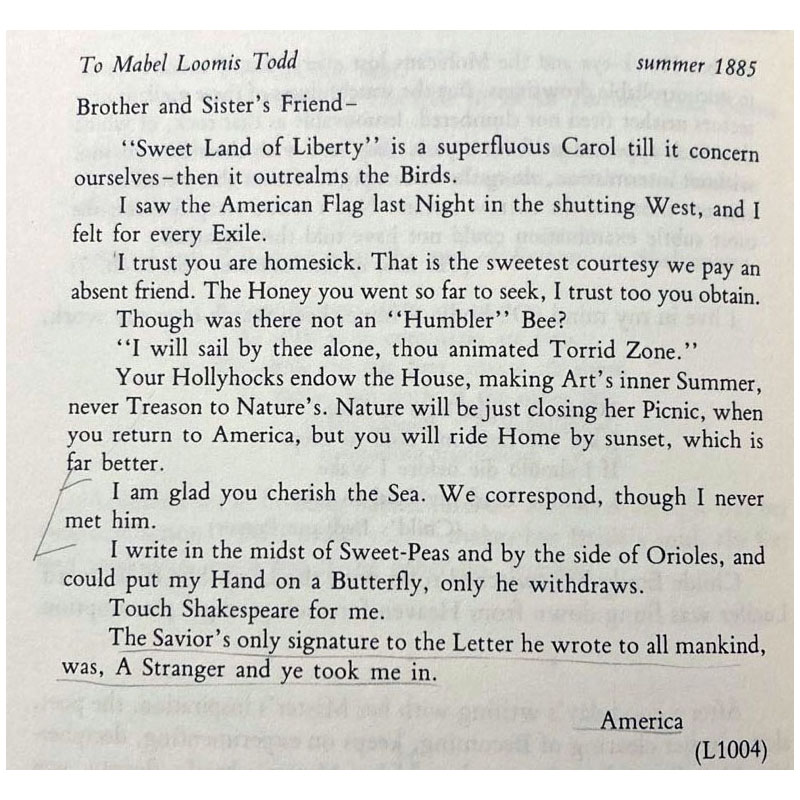 To Mabel Loomis Todd summer 1885
Brother and Sister's Friend–
"Sweet Land of Liberty" is a superfluous Carol till it concern
ourselves–then it outrealms the Birds.
I saw the American Flag last Night in the shutting West, and I
felt for every Exile.
I trust you are homesick. That is the sweetest courtesy we pay an
absent friend. The Honey you went so far to seek, I trust too you obtain.
Though was there not an "Humbler" Bee?
"I will sail by thee alone, thou animated Torrid Zone."
Your Hollyhocks endow the House, making Art's inner Summer,
never Treason to Nature's. Nature will be just closing her Picnic, when
you return to America, but you will ride Home by sunset, which is
far better.
I am glad you cherish the Sea. We correspond, though I never
met him.
I write in the midst of Sweet-Peas and by the side of Orioles, and
could put my Hand on a Butterfly, only he withdraws.
Touch Shakespeare for me.
The Savior's only signature to the Letter he wrote to all mankind,
was, A Stranger and ye took me in.
America
(L1004)